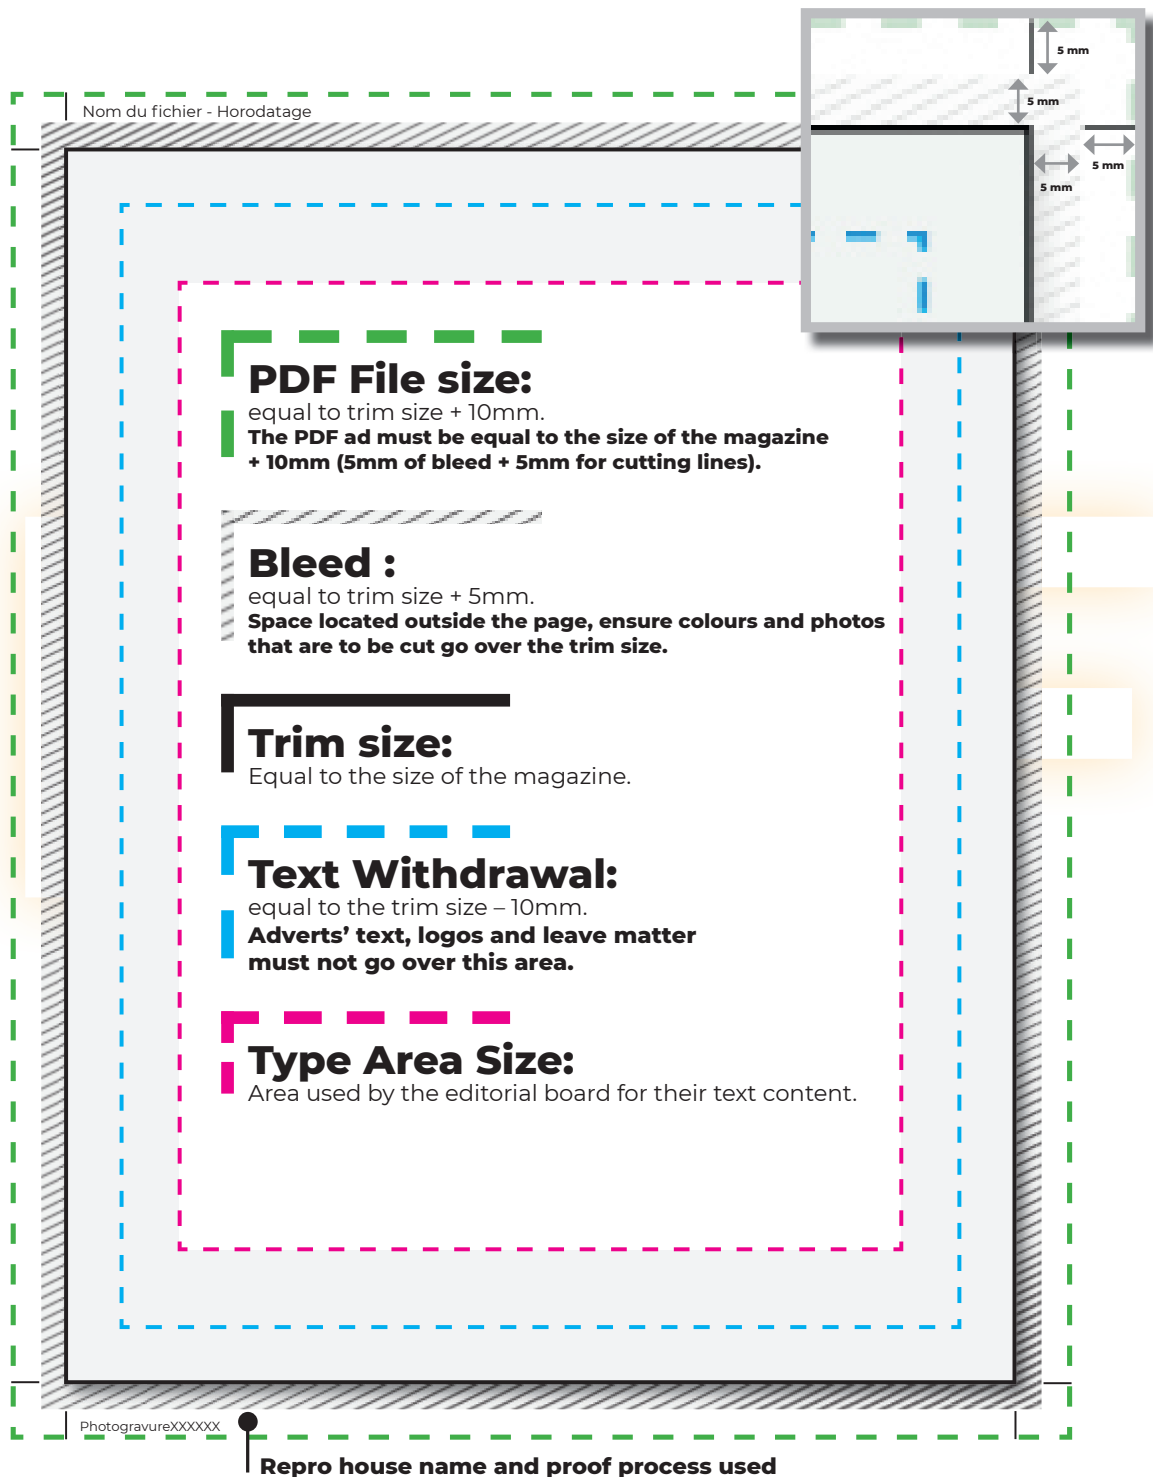 5 mm
5 mm
5 mm
5 mm
Nom du fichier - Horodatage
PDF File size:
equal to trim size + 10mm.
The PDF ad must be equal to the size of the magazine
+ 10mm (5mm of bleed + 5mm for cutting lines).
Bleed :
equal to trim size + 5mm.
Space located outside the page, ensure colours and photos
that are to be cut go over the trim size.
Trim size:
Equal to the size of the magazine.
Text Withdrawal:
equal to the trim size – 10mm.
Adverts’ text, logos and leave matter
must not go over this area.
Type Area Size:
Area used by the editorial board for their text content.
PhotogravureXXXXXX
Repro house name and proof process used